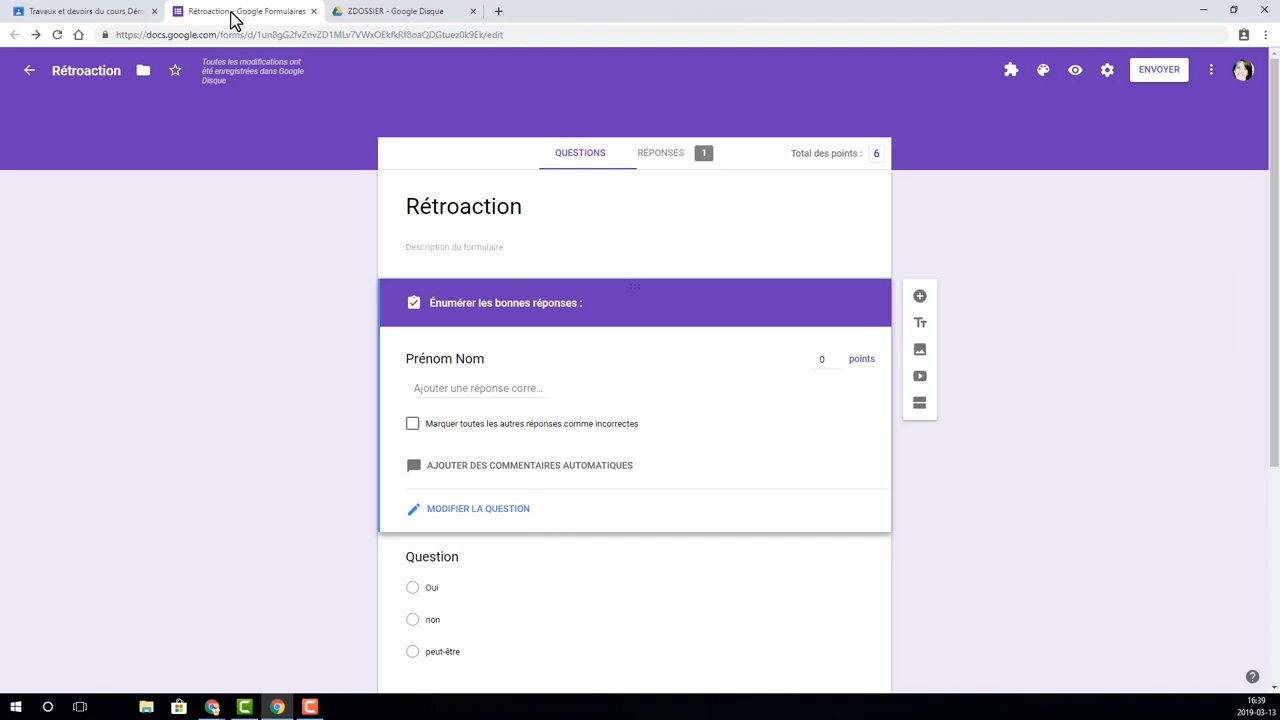 Travaux et devoirs du cours Dém
Rétroaction - Google Formulaires
ZDOSSIER - Google Disque
https://docs.google.com/forms/d/1un8gG2fvZnvZD1MLv7VWxOEkfkRf8oaQDGtuez0k9Ek/edit
Rétroaction
Toutes les modifications ont
été enregistrées dans Google
Disque
ENVOYER
QUESTIONS
RÉPONSES
1
Total des points :
6
Rétroaction
Description du formulaire
Énumérer les bonnes réponses :
Prénom Nom
0
points
Ajouter une réponse corre...
Marquer toutes les autres réponses comme incorrectes
AJOUTER DES COMMENTAIRES AUTOMATIQUES
MODIFIER LA QUESTION
Question
Oui
non
peut-être
16:39
2019-03-13